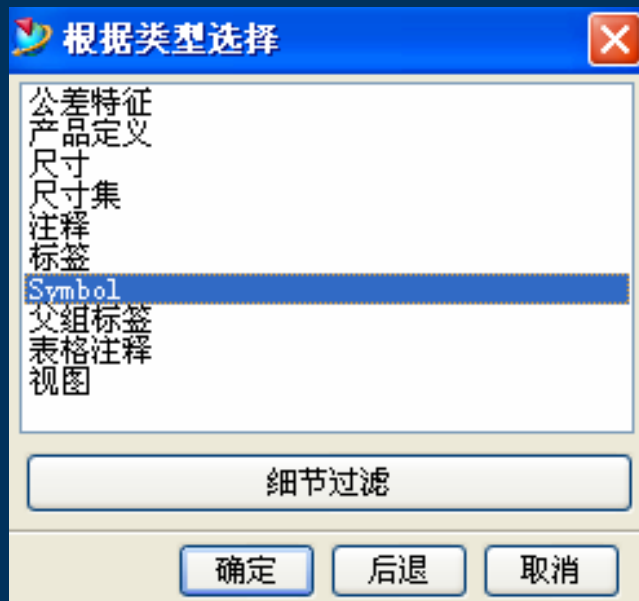 根据类型选择
公差特征
产品定义
尺寸
尺寸集
注释
标签
Symbol
父组标签
表格注释
视图
细节过滤
确定
后退
取消